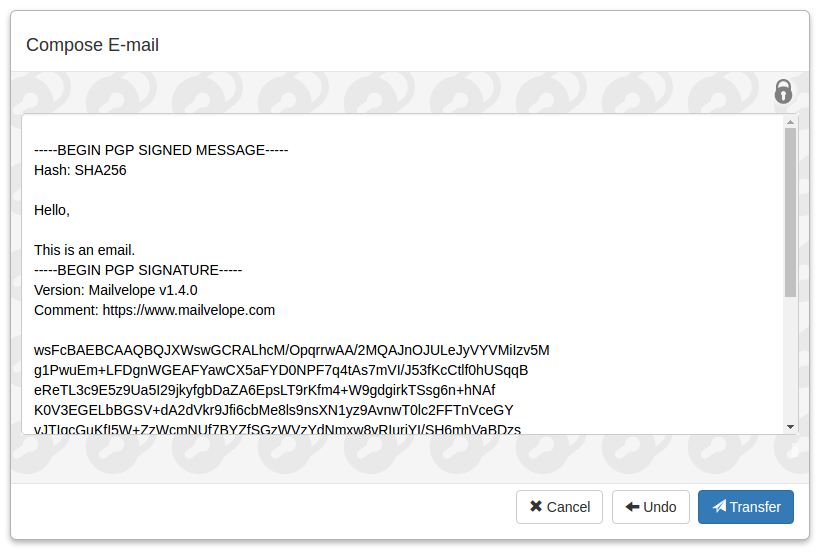 Compose E-mail
-----BEGIN PGP SIGNED MESSAGE-----
Hash: SHA256
Hello,
This is an email.
-----BEGIN PGP SIGNATURE-----
Version: Mailvelope v1.4.0
Comment: https://www.mailvelope.com
wsFcBAEBCAAQBQJXWswGCRALhcM/OpqrrwAA/2MQAJnOJULeJyVYVMiIzv5M
g1PwuEm+LFDgnWGEAFYawCX5aFYD0NPF7q4tAs7mVI/J53fKcCtlf0hUSqqB
eReTL3c9E5z9Ua5I29jkyfgbDaZA6EpsLT9rKfm4+W9gdgirkTSsg6n+hNAf
K0V3EGELbBGSV+dA2dVkr9Jfi6cbMe8ls9nsXN1yz9AvnwT0lc2FFTnVceGY
Cancel
Undo
Transfer